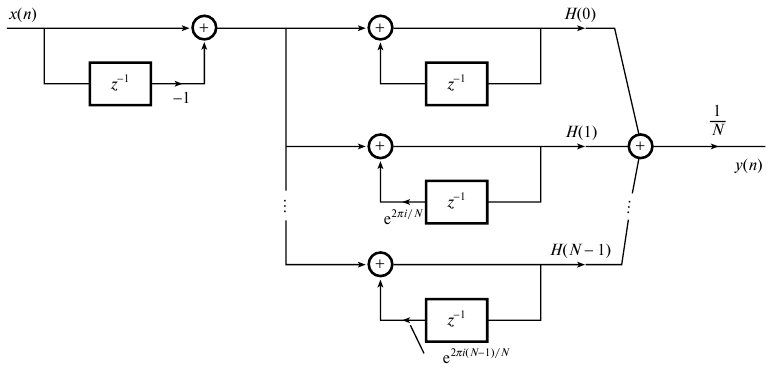 x(n)
H(0)
+
+
z⁻¹
−1
z⁻¹
H(1)
1/N
+
+
y(n)
z⁻¹
e^{2πi/N}
⋮
⋮
H(N − 1)
+
z⁻¹
e^{2πi(N−1)/N}